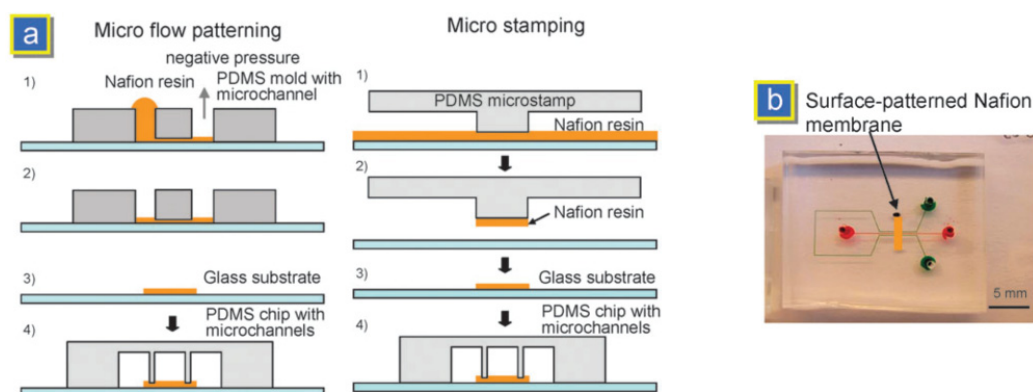 a
Micro flow patterning
negative pressure
1)
Nafion resin
PDMS mold with
microchannel
2)
3)
Glass substrate
PDMS chip with
microchannels
4)
Micro stamping
1)
PDMS microstamp
Nafion resin
2)
Nafion resin
3)
Glass substrate
PDMS chip with
microchannels
4)
b
Surface-patterned Nafion
membrane
5 mm